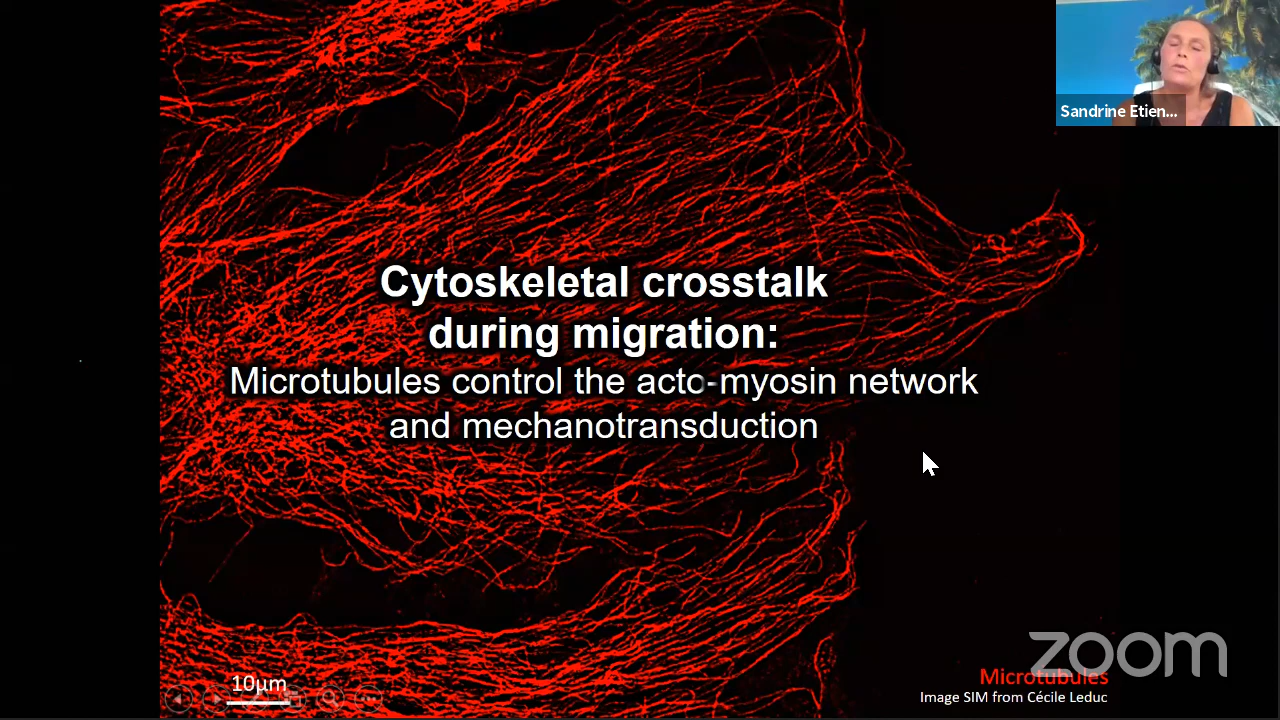 Sandrine Etien...
Cytoskeletal crosstalk
during migration:
Microtubules control the acto-myosin network
and mechanotransduction
10µm
zoom
Microtubules
Image SIM from Cécile Leduc